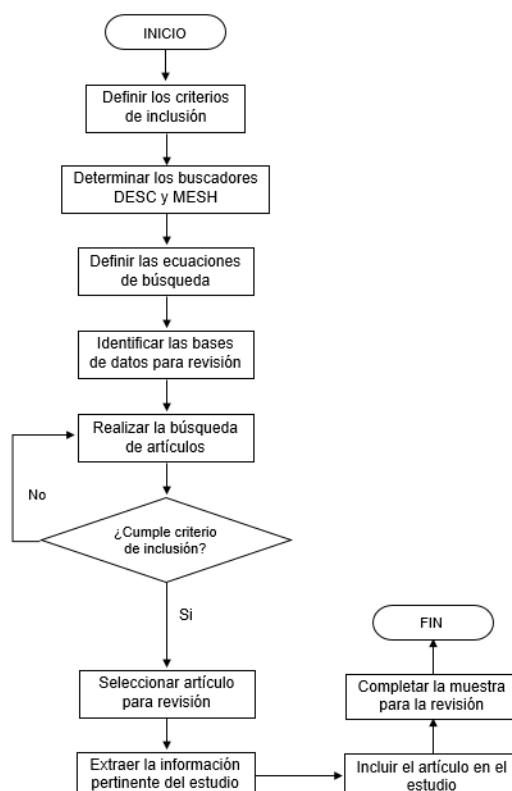 INICIO
Definir los criterios
de inclusión
Determinar los buscadores
DESC y MESH
Definir las ecuaciones
de búsqueda
Identificar las bases
de datos para revisión
Realizar la búsqueda
de artículos
No
¿Cumple criterio
de inclusión?
Si
Seleccionar artículo
para revisión
Extraer la información
pertinente del estudio
Incluir el artículo en el
estudio
Completar la muestra
para la revisión
FIN